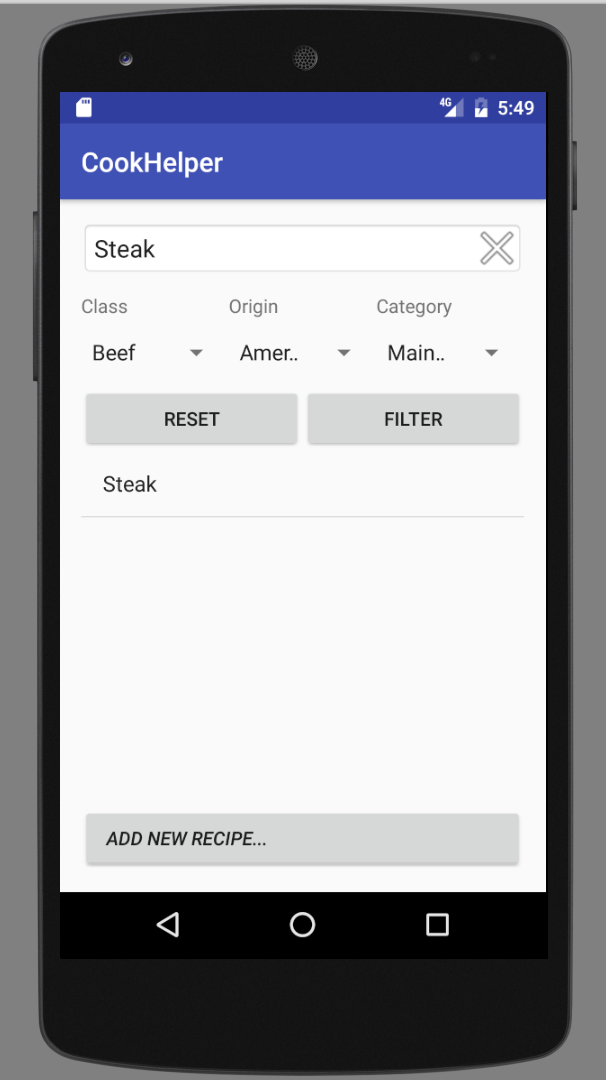 4G 5:49
CookHelper
Steak
Class Origin Category
Beef Amer.. Main..
RESET FILTER
Steak
ADD NEW RECIPE...